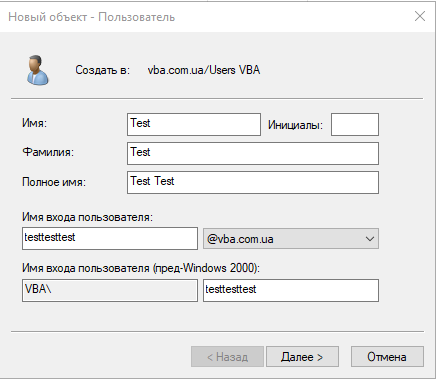 Новый объект - Пользователь
Создать в: vba.com.ua/Users VBA
Имя: Test Инициалы:
Фамилия: Test
Полное имя: Test Test
Имя входа пользователя:
testtesttest @vba.com.ua
Имя входа пользователя (пред-Windows 2000):
VBA\ testtesttest
< Назад Далее > Отмена